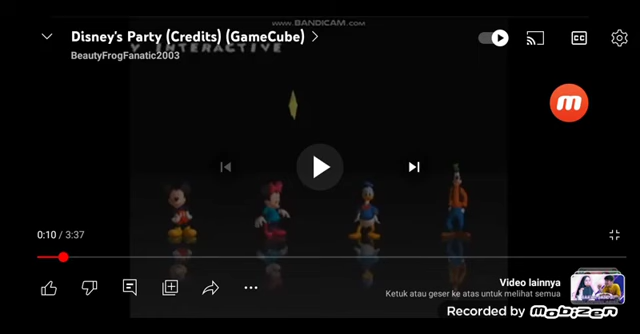 WWW.BANDICAM.COM
Disney's Party (Credits) (GameCube)
Y INTERACTIVE
BeautyFrogFanatic2003
m
0:10 / 3:37
Video lainnya
Ketuk atau geser ke atas untuk melihat semua
CC
Recorded by mobizen